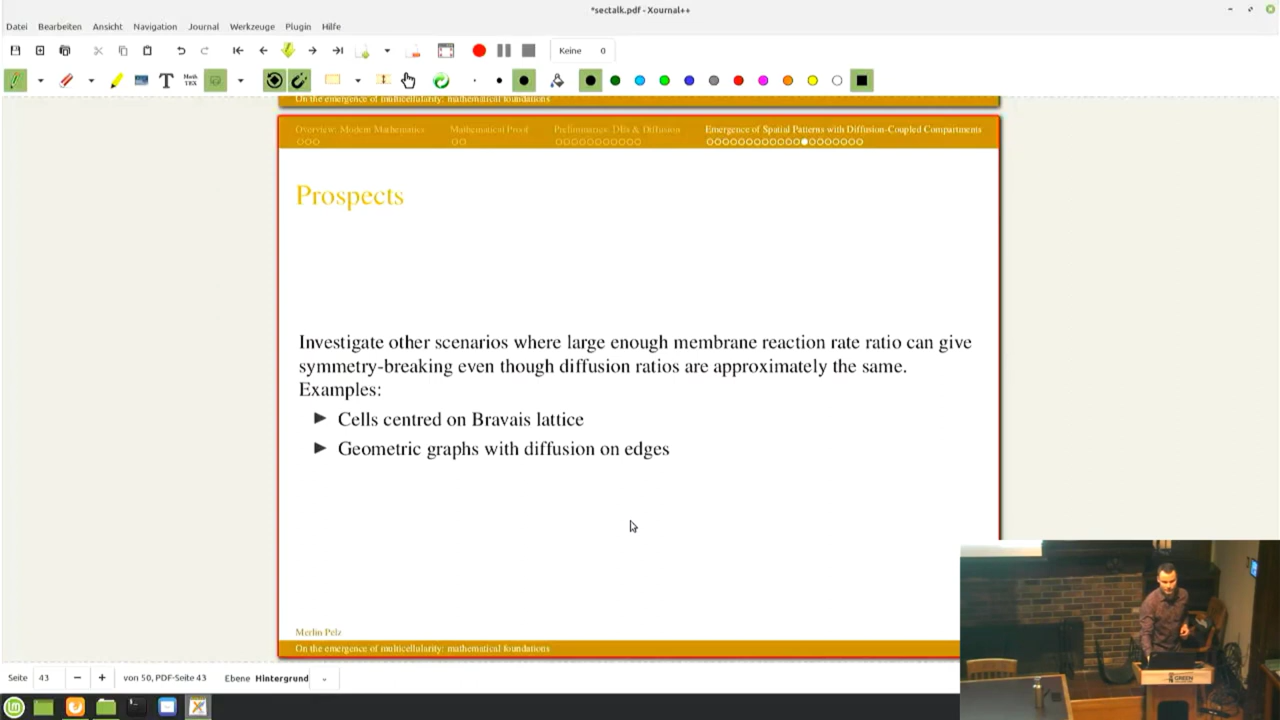 *sectalk.pdf - Xournal++
Datei Bearbeiten Ansicht Navigation Journal Werkzeuge Plugin Hilfe
Keine 0
T Math TEX
On the emergence of multicellularity: mathematical foundations
Overview: Modern Mathematics Mathematical Proof Preliminaries: DEs & Diffusion Emergence of Spatial Patterns with Diffusion-Coupled Compartments
Prospects
Investigate other scenarios where large enough membrane reaction rate ratio can give
symmetry-breaking even though diffusion ratios are approximately the same.
Examples:
Cells centred on Bravais lattice
Geometric graphs with diffusion on edges
Merlin Pelz
On the emergence of multicellularity: mathematical foundations
GREEN
Seite 43 von 50, PDF-Seite 43 Ebene Hintergrund